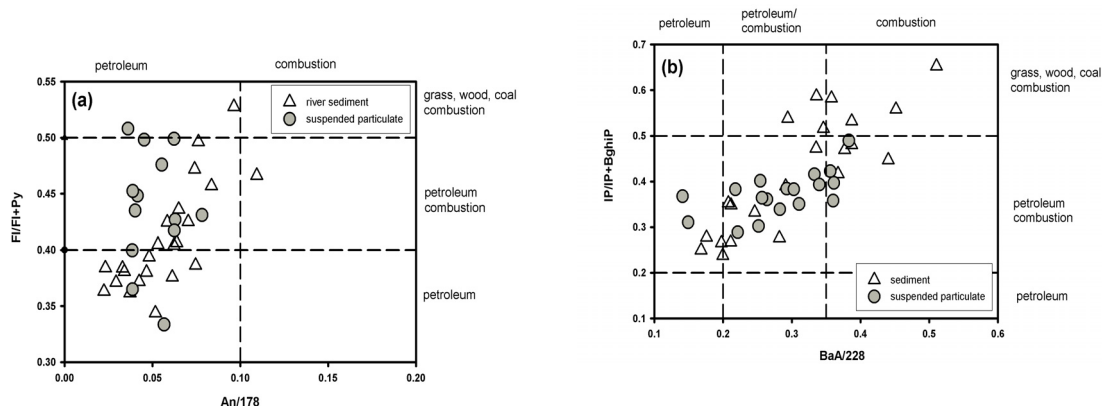 petroleum
combustion
(a)
river sediment
suspended particulate
grass, wood, coal
combustion
petroleum
combustion
petroleum
Fl/Fl+Py
0.55
0.50
0.45
0.40
0.35
0.30
0.00
0.05
0.10
0.15
0.20
An/178
petroleum
petroleum/
combustion
combustion
(b)
grass, wood, coal
combustion
petroleum
combustion
sediment
suspended particulate
petroleum
IP/IP+BghiP
0.7
0.6
0.5
0.4
0.3
0.2
0.1
0.1
0.2
0.3
0.4
0.5
0.6
BaA/228